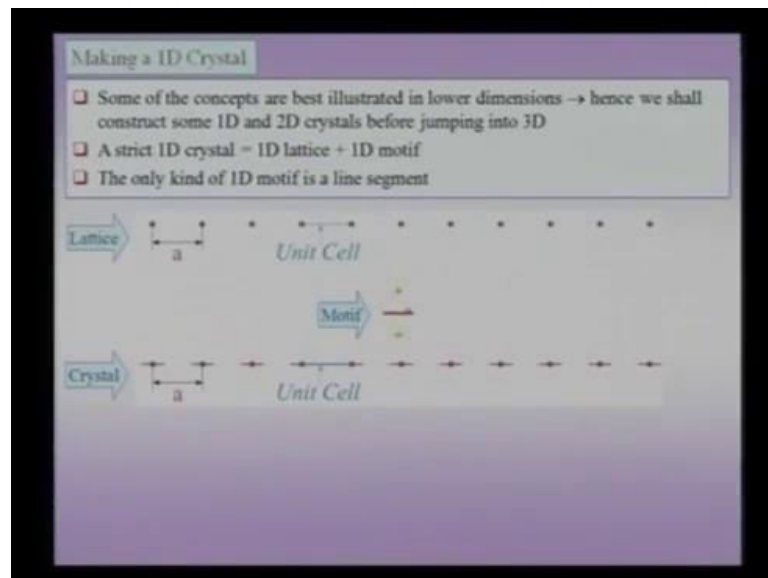 Making a 1D Crystal
❑ Some of the concepts are best illustrated in lower dimensions → hence we shall
construct some 1D and 2D crystals before jumping into 3D
❑ A strict 1D crystal = 1D lattice + 1D motif
❑ The only kind of 1D motif is a line segment
Lattice
a
Unit Cell
+
Motif
=
Crystal
a
Unit Cell